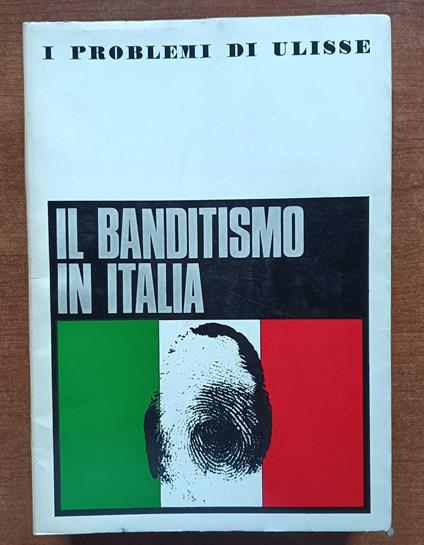 I PROBLEMI DI ULISSE
IL BANDITISMO
IN ITALIA